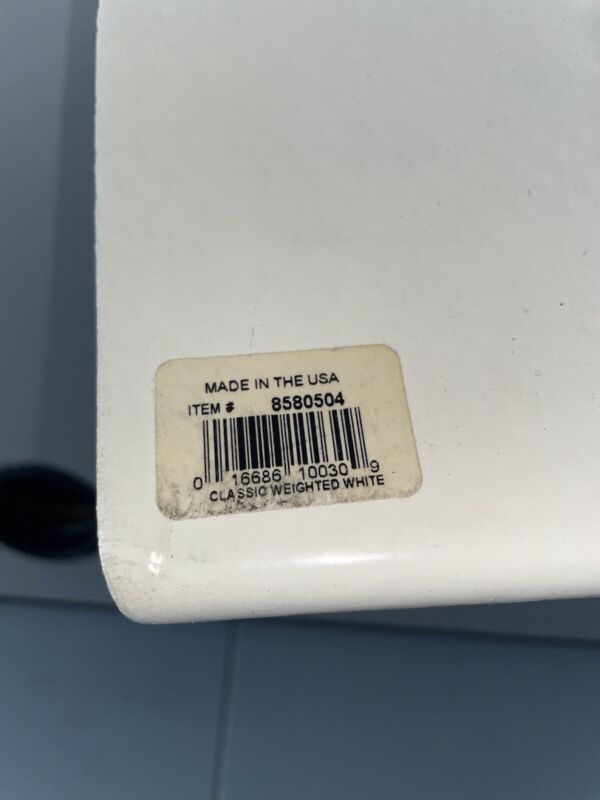 MADE IN THE USA
ITEM # 8580504
0 16686 10030 9
CLASSIC WEIGHTED WHITE